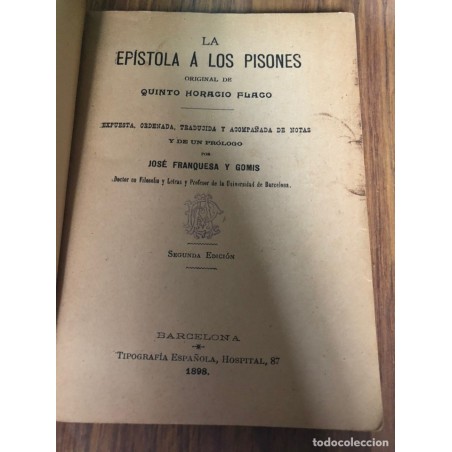 LA
EPÍSTOLA Á LOS PISONES
ORIGINAL DE
QUINTO HORACIO FLACO
EXPUESTA, ORDENADA, TRADUCIDA Y ACOMPAÑADA DE NOTAS
Y DE UN PRÓLOGO
POR
JOSÉ FRANQUESA Y GOMIS
Doctor en Filosofía y Letras y Profesor de la Universidad de Barcelona.
SEGUNDA EDICIÓN
BARCELONA
TIPOGRAFÍA ESPAÑOLA, HOSPITAL, 87
1898.
todocoleccion